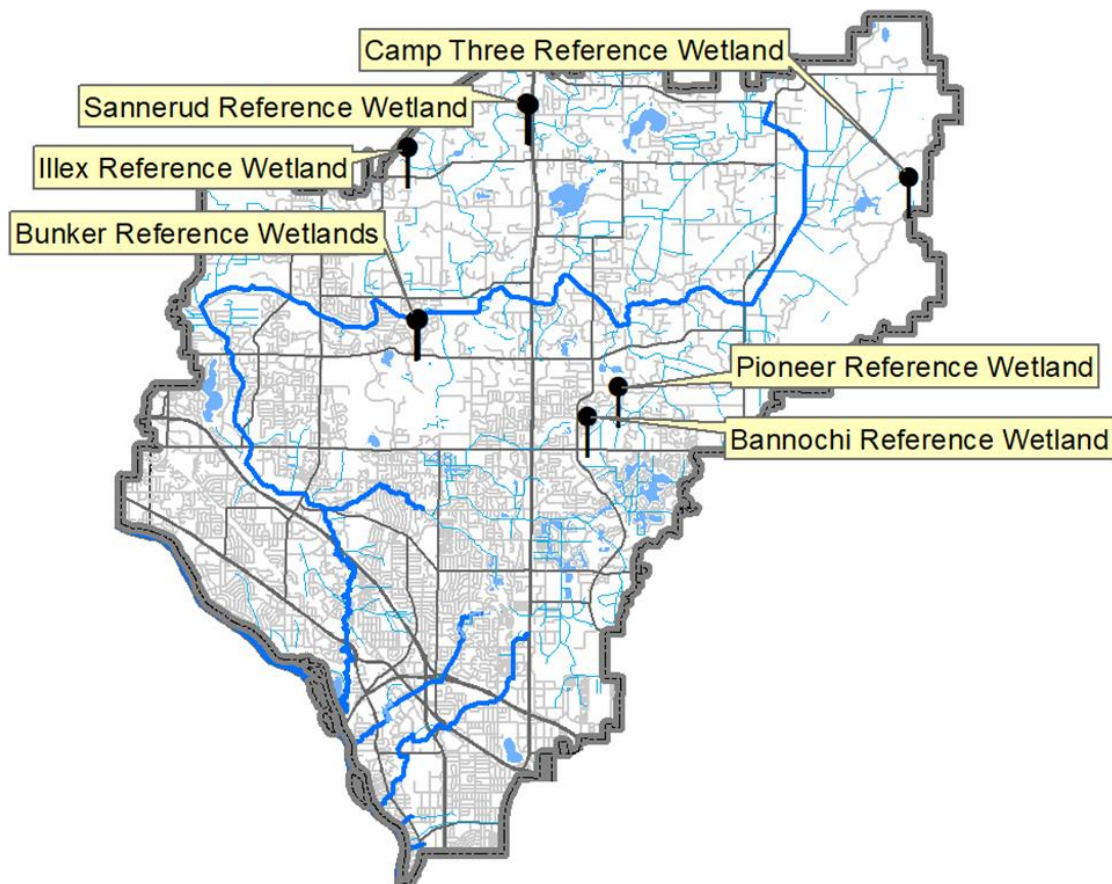 Camp Three Reference Wetland
Sannerud Reference Wetland
Illex Reference Wetland
Bunker Reference Wetlands
Pioneer Reference Wetland
Bannochi Reference Wetland